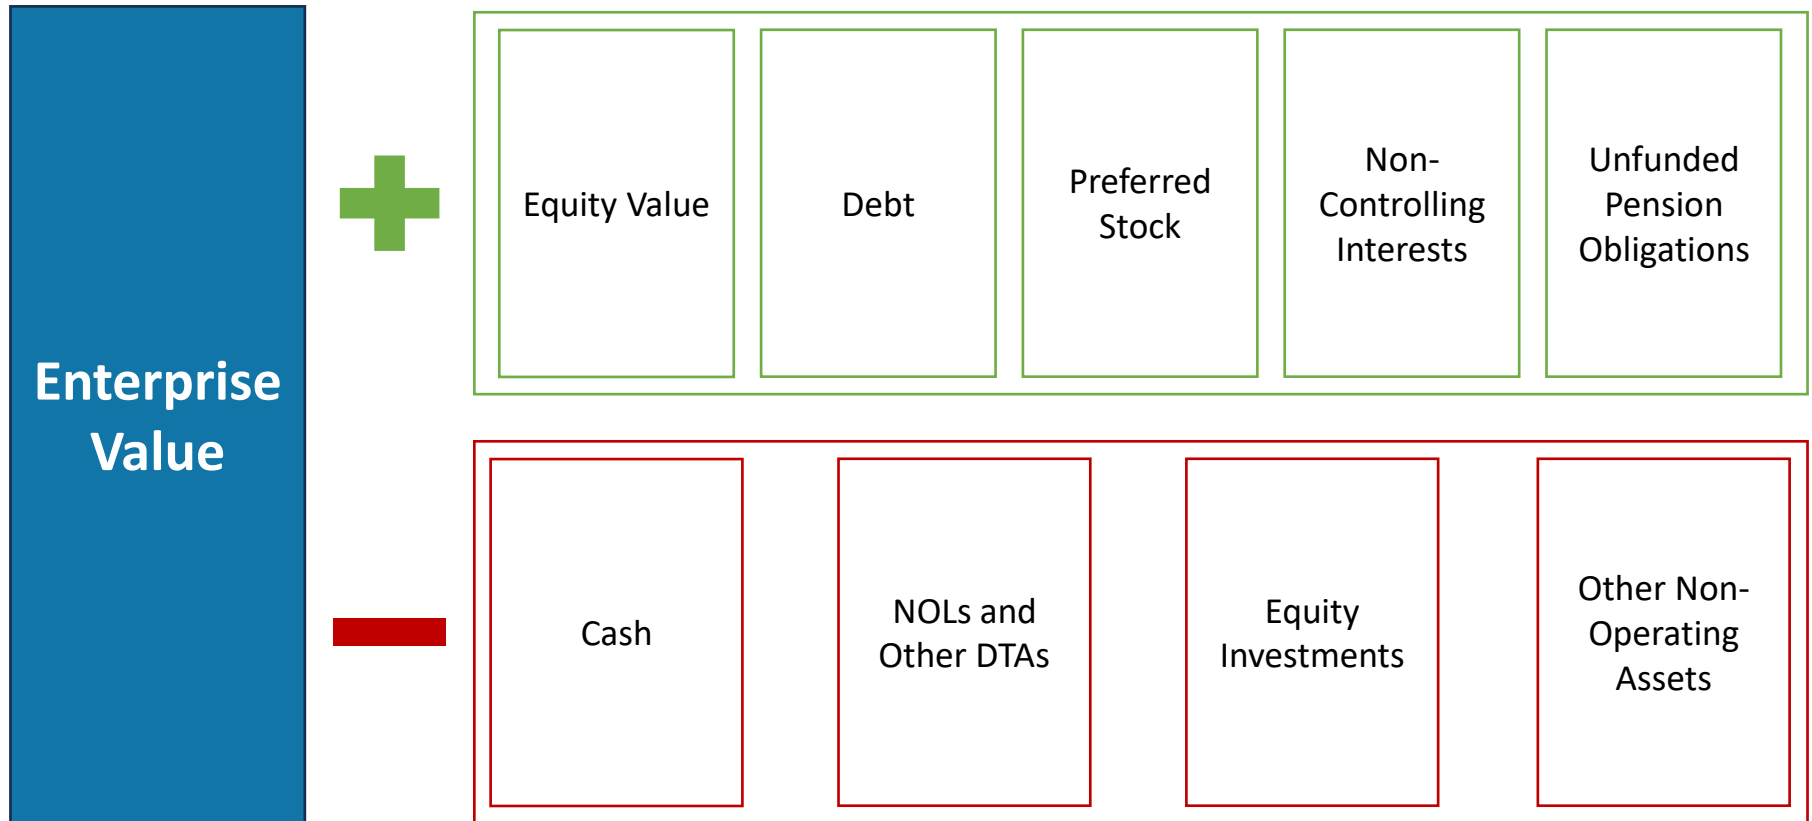 Enterprise
Value
Equity Value
Debt
Preferred
Stock
Non-
Controlling
Interests
Unfunded
Pension
Obligations
Cash
NOLs and
Other DTAs
Equity
Investments
Other Non-
Operating
Assets